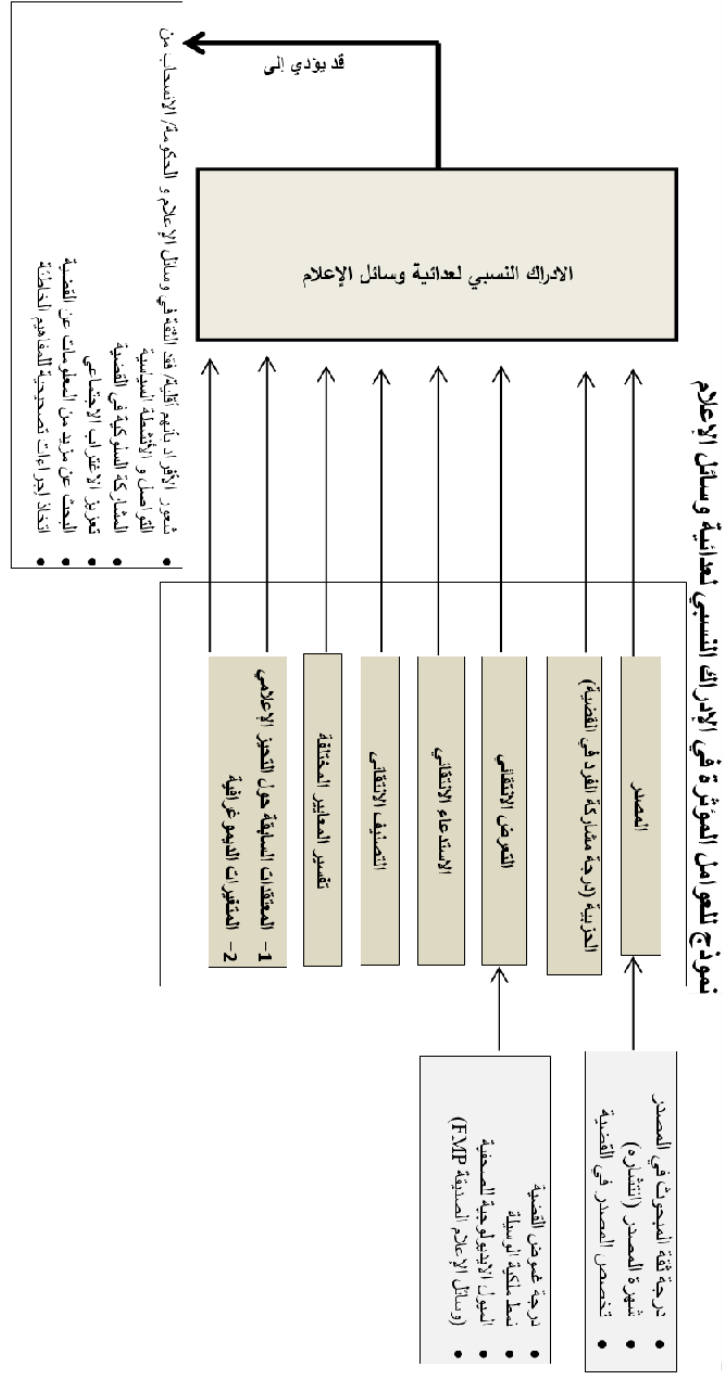 نموذج للعوامل المؤثرة في الإدراك النسبي لعدائية وسائل الإعلام
درجة ثقة المبحوث في المصدر
شهرة المصدر (انتشاره)
تخصص المصدر في القضية
درجة غموض القضية
نمط ملكية الوسيلة
الميول الايديولوجية للصحفية
(وسائل الإعلام الصديقة FMP)
المصدر
الحزبية (درجة مشاركة الفرد في القضية)
التعرض الانتقائي
الاستدعاء الانتقائي
التصنيف الانتقائي
تفسير المعايير المختلفة
1- المعتقدات السابقة حول التحيز الإعلامي
2- المتغيرات الديموغرافية
الادراك النسبي لعدائية وسائل الإعلام
قد يؤدي إلى
شعور الأفراد بأنهم أقلية/ فقد الثقة في وسائل الإعلام و الحكومة/ الانسحاب من
التواصل و الأنشطة السياسية
المشاركة السلوكية في القضية
تعزيز الاغتراب الاجتماعي
البحث عن مزيد من المعلومات عن القضية
اتخاذ إجراءات تصحيحية للمفاهيم الخاطئة